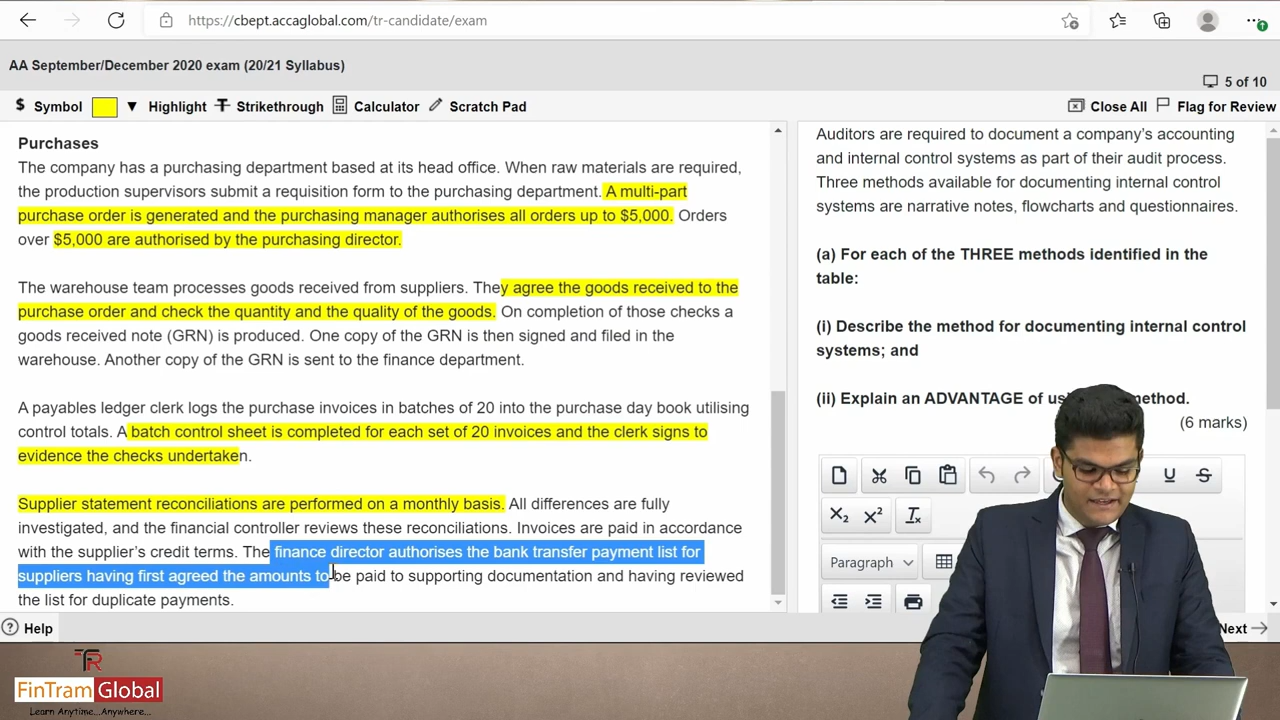 https://cbept.accaglobal.com/tr-candidate/exam
AA September/December 2020 exam (20/21 Syllabus)
5 of 10
$ Symbol Highlight Strikethrough Calculator Scratch Pad
Close All Flag for Review
Purchases
The company has a purchasing department based at its head office. When raw materials are required,
the production supervisors submit a requisition form to the purchasing department. A multi-part
purchase order is generated and the purchasing manager authorises all orders up to $5,000. Orders
over $5,000 are authorised by the purchasing director.
The warehouse team processes goods received from suppliers. They agree the goods received to the
purchase order and check the quantity and the quality of the goods. On completion of those checks a
goods received note (GRN) is produced. One copy of the GRN is then signed and filed in the
warehouse. Another copy of the GRN is sent to the finance department.
A payables ledger clerk logs the purchase invoices in batches of 20 into the purchase day book utilising
control totals. A batch control sheet is completed for each set of 20 invoices and the clerk signs to
evidence the checks undertaken.
Supplier statement reconciliations are performed on a monthly basis. All differences are fully
investigated, and the financial controller reviews these reconciliations. Invoices are paid in accordance
with the supplier's credit terms. The finance director authorises the bank transfer payment list for
suppliers having first agreed the amounts to be paid to supporting documentation and having reviewed
the list for duplicate payments.
Auditors are required to document a company's accounting
and internal control systems as part of their audit process.
Three methods available for documenting internal control
systems are narrative notes, flowcharts and questionnaires.
(a) For each of the THREE methods identified in the
table:
(i) Describe the method for documenting internal control
systems; and
(ii) Explain an ADVANTAGE of method.
(6 marks)
U S
X₂ X² Ix
Paragraph
Help
Next
FinTram Global
Learn Anytime...Anywhere...